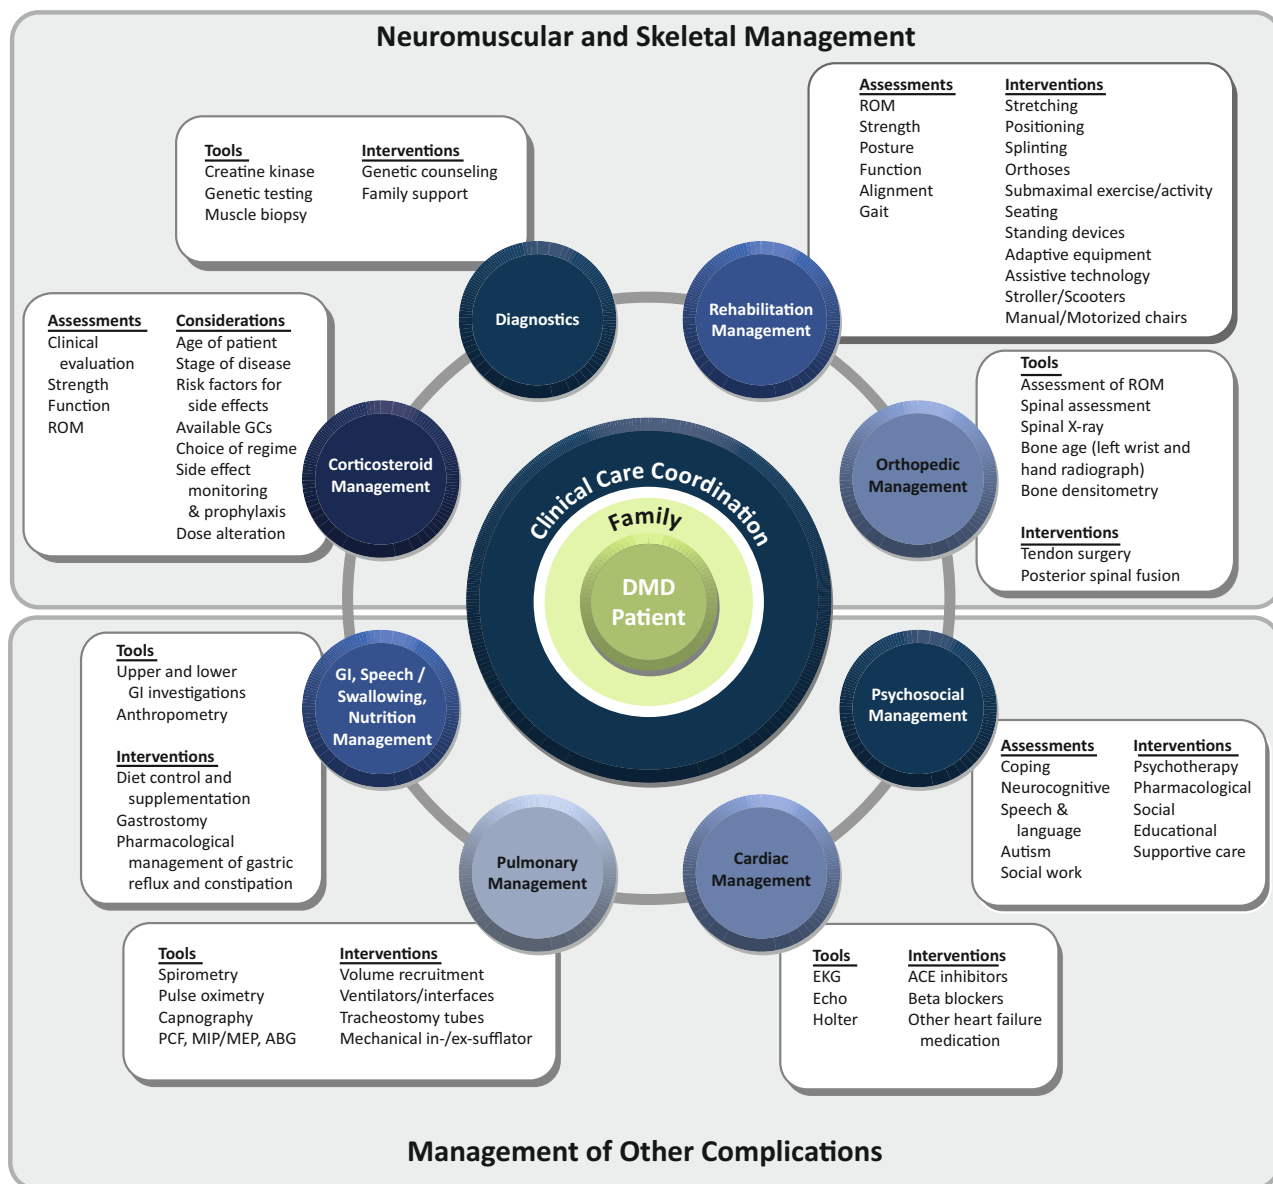 Neuromuscular and Skeletal Management
Tools
Creatine kinase
Genetic testing
Muscle biopsy
Interventions
Genetic counseling
Family support
Diagnostics
Assessments
ROM
Strength
Posture
Function
Alignment
Gait
Interventions
Stretching
Positioning
Splinting
Orthoses
Submaximal exercise/activity
Seating
Standing devices
Adaptive equipment
Assistive technology
Stroller/Scooters
Manual/Motorized chairs
Rehabilitation
Management
Assessments
Clinical
evaluation
Strength
Function
ROM
Considerations
Age of patient
Stage of disease
Risk factors for
side effects
Available GCs
Choice of regime
Side effect
monitoring
& prophylaxis
Dose alteration
Corticosteroid
Management
Tools
Assessment of ROM
Spinal assessment
Spinal X-ray
Bone age (left wrist and
hand radiograph)
Bone densitometry
Interventions
Tendon surgery
Posterior spinal fusion
Orthopedic
Management
Clinical Care Coordination
Family
DMD
Patient
Tools
Upper and lower
GI investigations
Anthropometry
Interventions
Diet control and
supplementation
Gastrostomy
Pharmacological
management of gastric
reflux and constipation
GI, Speech /
Swallowing,
Nutrition
Management
Psychosocial
Management
Assessments
Coping
Neurocognitive
Speech &
language
Autism
Social work
Interventions
Psychotherapy
Pharmacological
Social
Educational
Supportive care
Pulmonary
Management
Tools
Spirometry
Pulse oximetry
Capnography
PCF, MIP/MEP, ABG
Interventions
Volume recruitment
Ventilators/interfaces
Tracheostomy tubes
Mechanical in-/ex-sufflator
Cardiac
Management
Tools
EKG
Echo
Holter
Interventions
ACE inhibitors
Beta blockers
Other heart failure
medication
Management of Other Complications